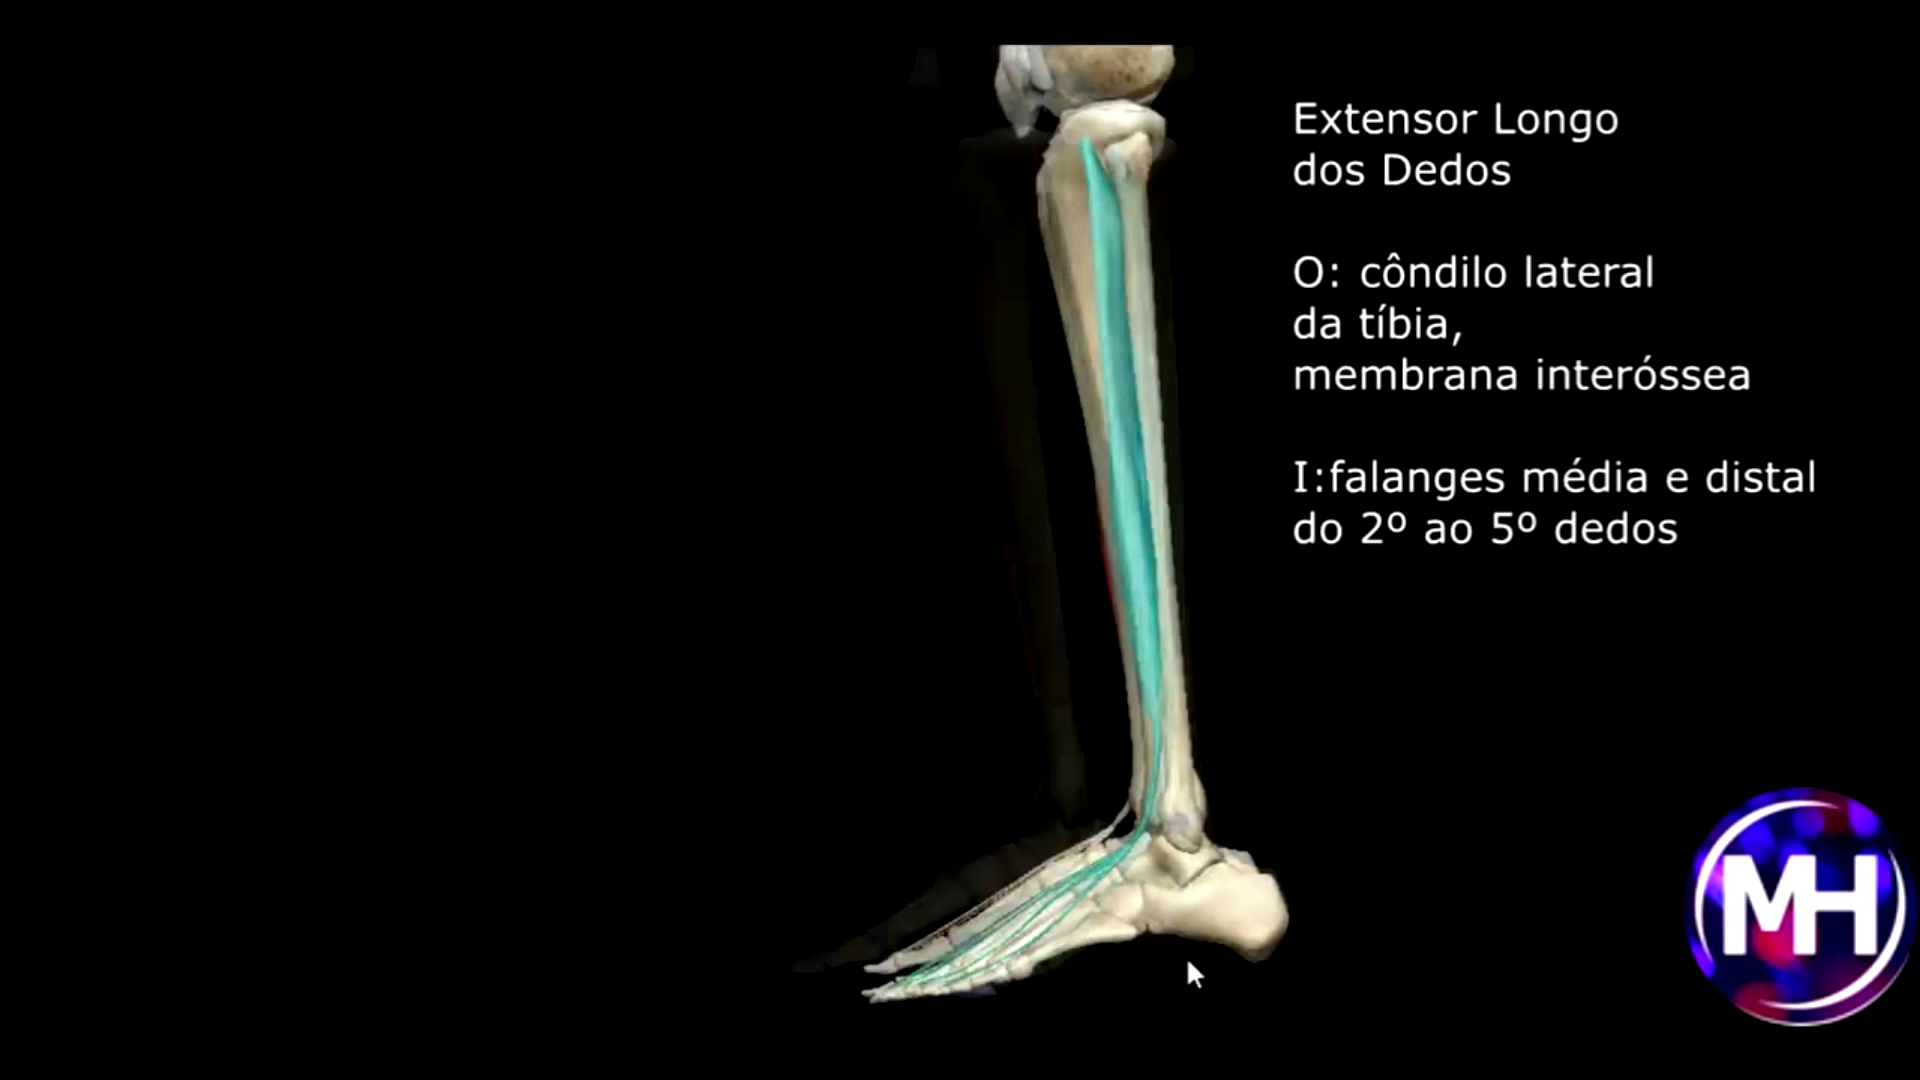 Extensor Longo
dos Dedos
O: côndilo lateral
da tíbia,
membrana interóssea
I:falanges média e distal
do 2º ao 5º dedos
MH